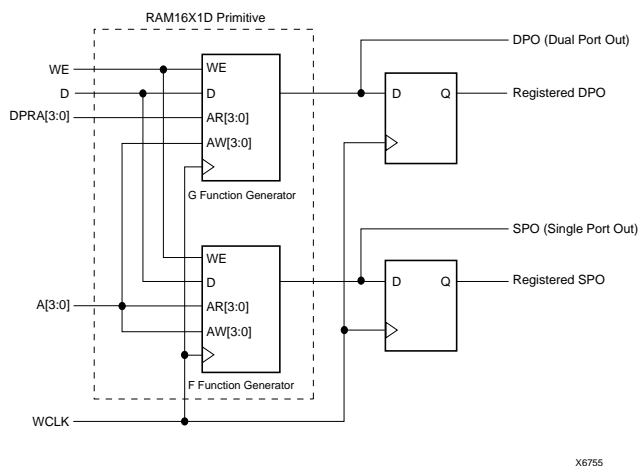 RAM16X1D Primitive
WE
D
DPRA[3:0]
WE
D
AR[3:0]
AW[3:0]
G Function Generator
DPO (Dual Port Out)
D Q
Registered DPO
A[3:0]
WE
D
AR[3:0]
AW[3:0]
F Function Generator
SPO (Single Port Out)
D Q
Registered SPO
WCLK
X6755